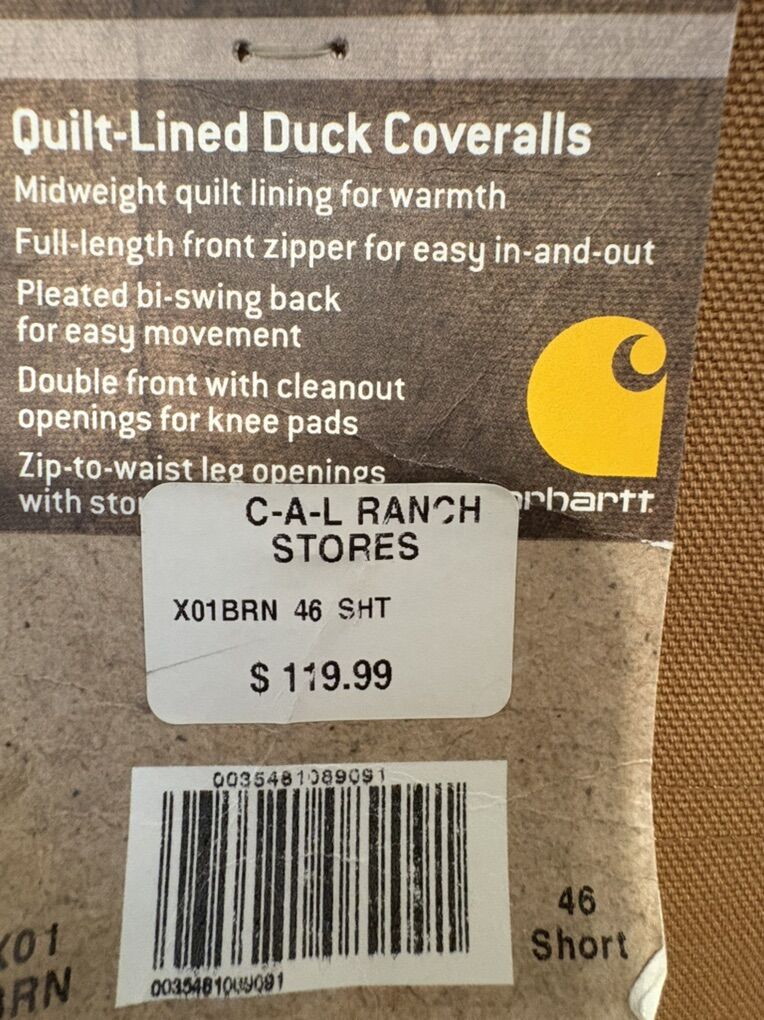 Quilt-Lined Duck Coveralls
Midweight quilt lining for warmth
Full-length front zipper for easy in-and-out
Pleated bi-swing back
for easy movement
Double front with cleanout
openings for knee pads
Zip-to-waist leg openings
with
C-A-L RANCH
STORES
X01BRN 46 SHT
$ 119.99
0035481089091
46
Short